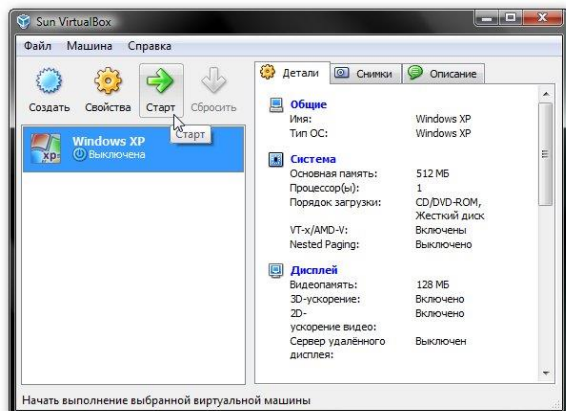 Sun VirtualBox
Файл Машина Справка
Создать Свойства Старт Сбросить
Старт
Windows XP
Выключена
xp
Детали Снимки Описание
Общие
Имя: Windows XP
Тип ОС: Windows XP
Система
Основная память: 512 МБ
Процессор(ы): 1
Порядок загрузки: CD/DVD-ROM,
Жесткий диск
VT-x/AMD-V: Включены
Nested Paging: Выключено
Дисплей
Видеопамять: 128 МБ
3D-ускорение: Включено
2D- Включено
ускорение видео:
Сервер удалённого Выключен
дисплея:
Начать выполнение выбранной виртуальной машины